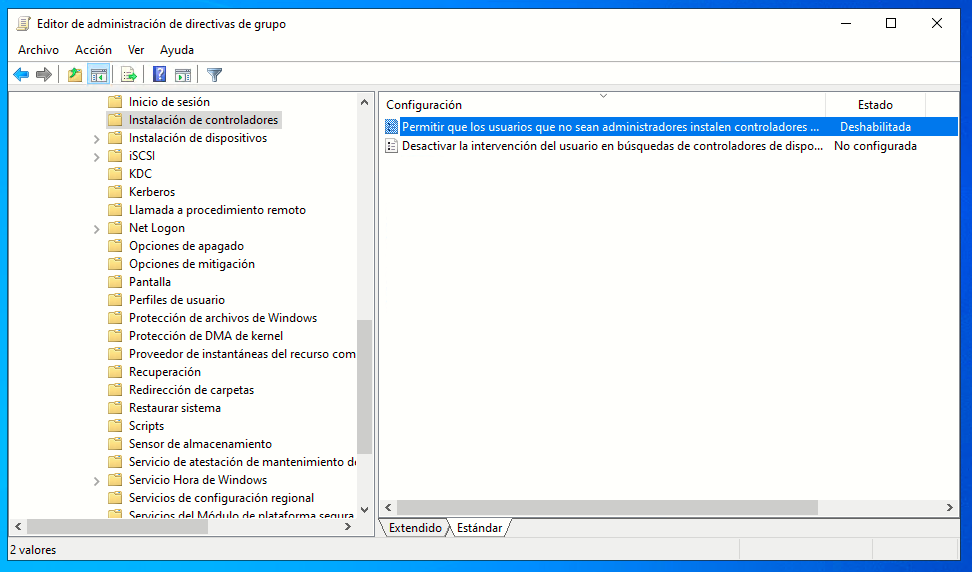 Editor de administración de directivas de grupo
Archivo Acción Ver Ayuda
Inicio de sesión
Instalación de controladores
Instalación de dispositivos
iSCSI
KDC
Kerberos
Llamada a procedimiento remoto
Net Logon
Opciones de apagado
Opciones de mitigación
Pantalla
Perfiles de usuario
Protección de archivos de Windows
Protección de DMA de kernel
Proveedor de instantáneas del recurso com
Recuperación
Redirección de carpetas
Restaurar sistema
Scripts
Sensor de almacenamiento
Servicio de atestación de mantenimiento de
Servicio Hora de Windows
Servicios de configuración regional
Servicios del Módulo de plataforma segura
Configuración Estado
Permitir que los usuarios que no sean administradores instalen controladores ... Deshabilitada
Desactivar la intervención del usuario en búsquedas de controladores de dispo... No configurada
Extendido Estándar
2 valores